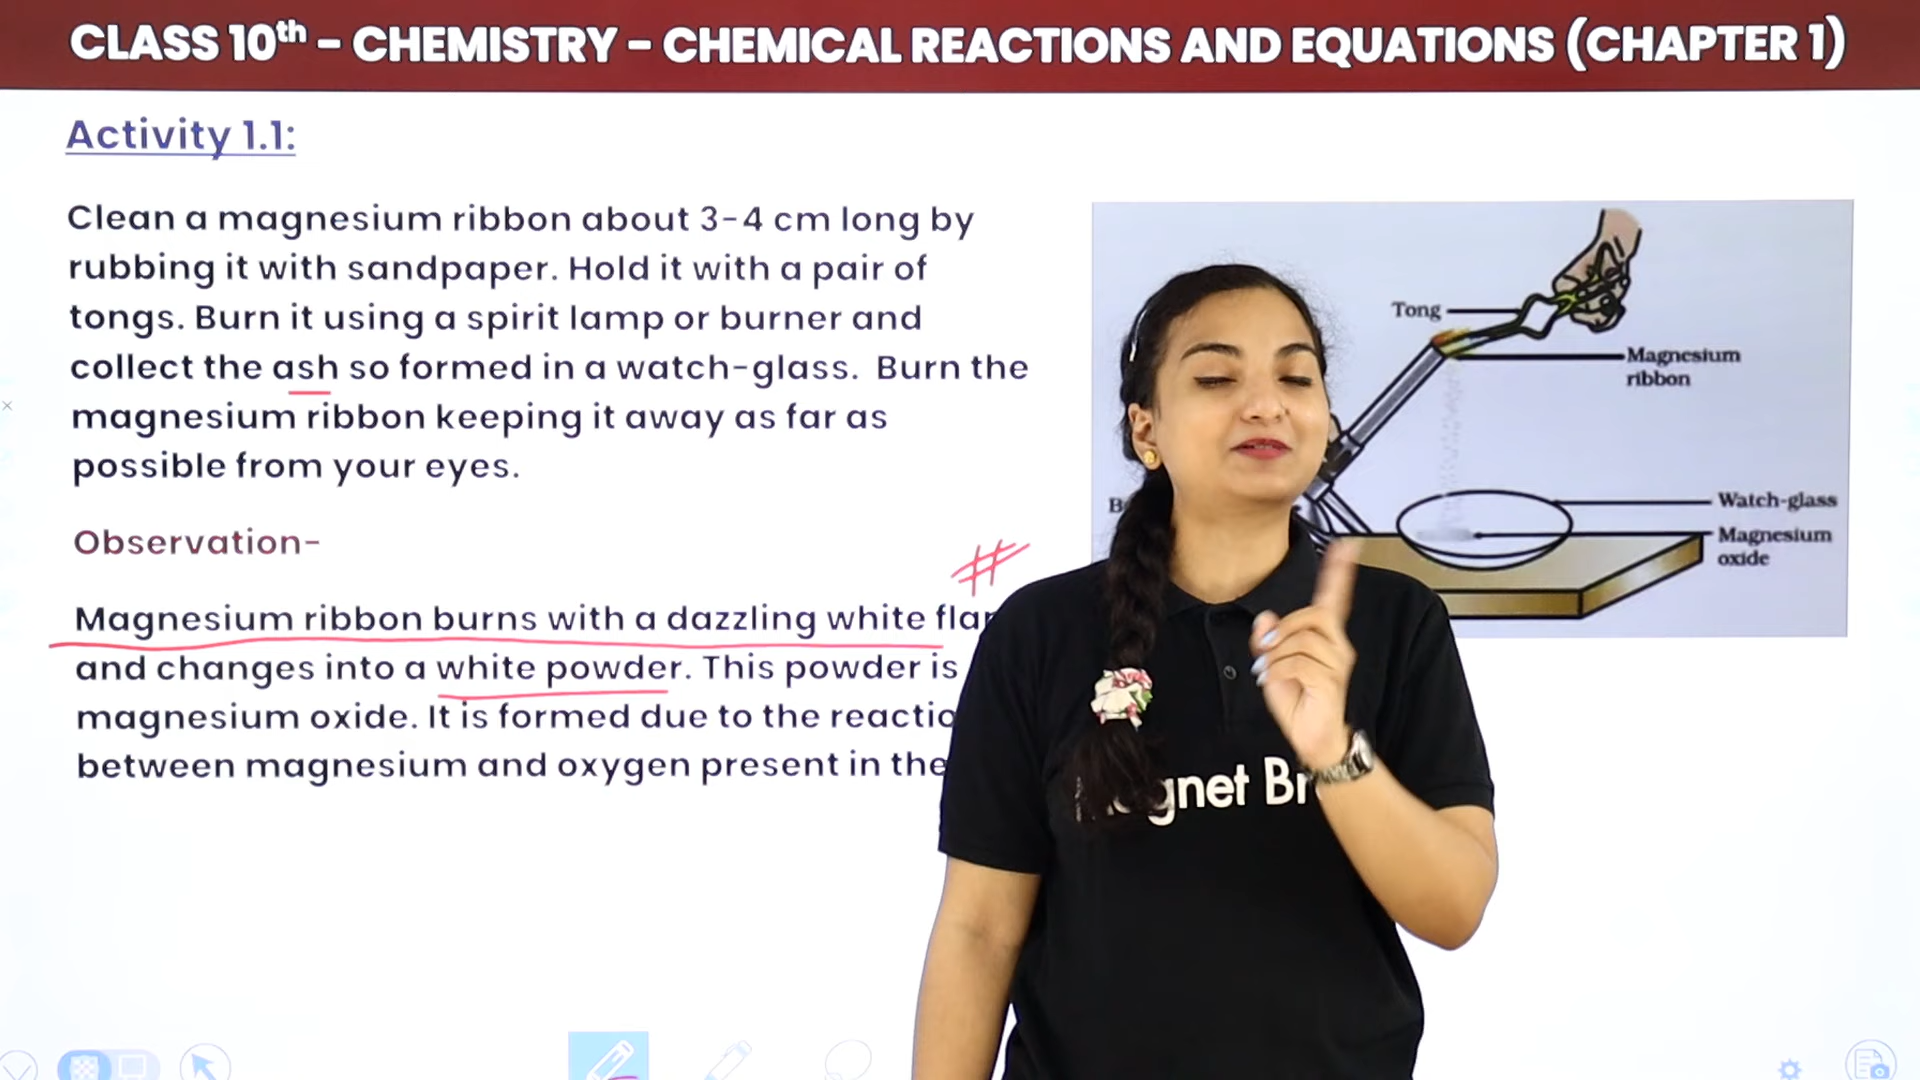 CLASS 10th – CHEMISTRY – CHEMICAL REACTIONS AND EQUATIONS (CHAPTER 1)
Activity 1.1:
Clean a magnesium ribbon about 3-4 cm long by
rubbing it with sandpaper. Hold it with a pair of
tongs. Burn it using a spirit lamp or burner and
collect the ash so formed in a watch-glass. Burn the
magnesium ribbon keeping it away as far as
possible from your eyes.
Observation-
#
Magnesium ribbon burns with a dazzling white
and changes into a white powder. This powder is
magnesium oxide. It is formed due to the
between magnesium and oxygen present in the
Tong
Magnesium
ribbon
Watch-glass
Magnesium
oxide
gnet Br